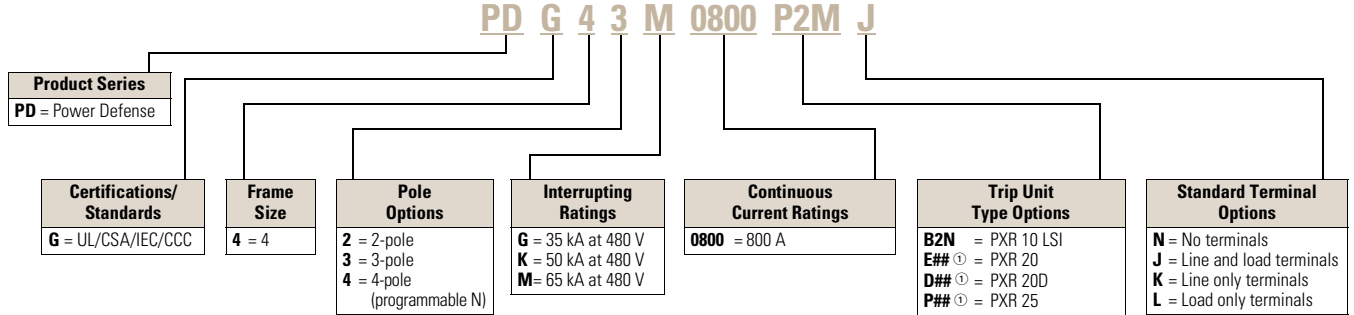 PD G 4 3 M 0800 P2M J
Product Series
PD = Power Defense
Certifications/
Standards
G = UL/CSA/IEC/CCC
Frame
Size
4 = 4
Pole
Options
2 = 2-pole
3 = 3-pole
4 = 4-pole
(programmable N)
Interrupting
Ratings
G = 35 kA at 480 V
K = 50 kA at 480 V
M= 65 kA at 480 V
Continuous
Current Ratings
0800 = 800 A
Trip Unit
Type Options
B2N = PXR 10 LSI
E## ① = PXR 20
D## ① = PXR 20D
P## ① = PXR 25
Standard Terminal
Options
N = No terminals
J = Line and load terminals
K = Line only terminals
L = Load only terminals